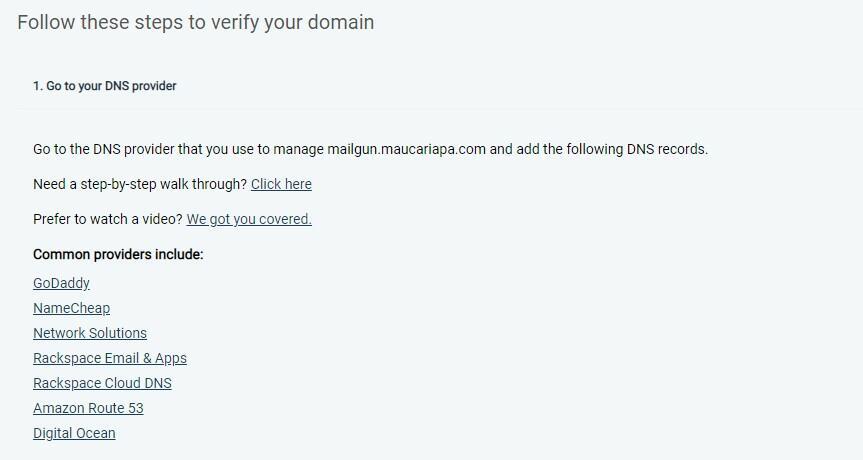 Follow these steps to verify your domain
1. Go to your DNS provider
Go to the DNS provider that you use to manage mailgun.maucariapa.com and add the following DNS records.
Need a step-by-step walk through? Click here
Prefer to watch a video? We got you covered.
Common providers include:
GoDaddy
NameCheap
Network Solutions
Rackspace Email & Apps
Rackspace Cloud DNS
Amazon Route 53
Digital Ocean